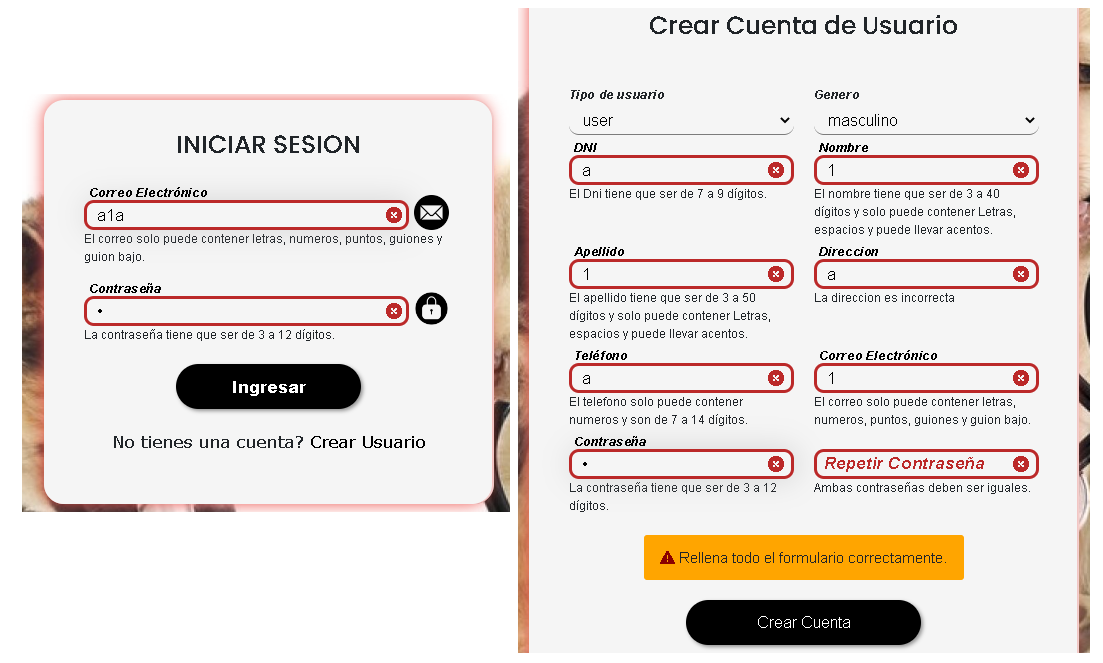 INICIAR SESION
Correo Electrónico
a1a
El correo solo puede contener letras, numeros, puntos, guiones y
guion bajo.
Contraseña
•
La contraseña tiene que ser de 3 a 12 dígitos.
Ingresar
No tienes una cuenta? Crear Usuario
Crear Cuenta de Usuario
Tipo de usuario
user
Genero
masculino
DNI
a
El Dni tiene que ser de 7 a 9 dígitos.
Nombre
1
El nombre tiene que ser de 3 a 40
dígitos y solo puede contener Letras,
espacios y puede llevar acentos.
Apellido
1
El apellido tiene que ser de 3 a 50
dígitos y solo puede contener Letras,
espacios y puede llevar acentos.
Direccion
a
La direccion es incorrecta
Teléfono
a
El telefono solo puede contener
numeros y son de 7 a 14 dígitos.
Correo Electrónico
1
El correo solo puede contener letras,
numeros, puntos, guiones y guion bajo.
Contraseña
•
La contraseña tiene que ser de 3 a 12
dígitos.
Repetir Contraseña
Ambas contraseñas deben ser iguales.
Rellena todo el formulario correctamente.
Crear Cuenta